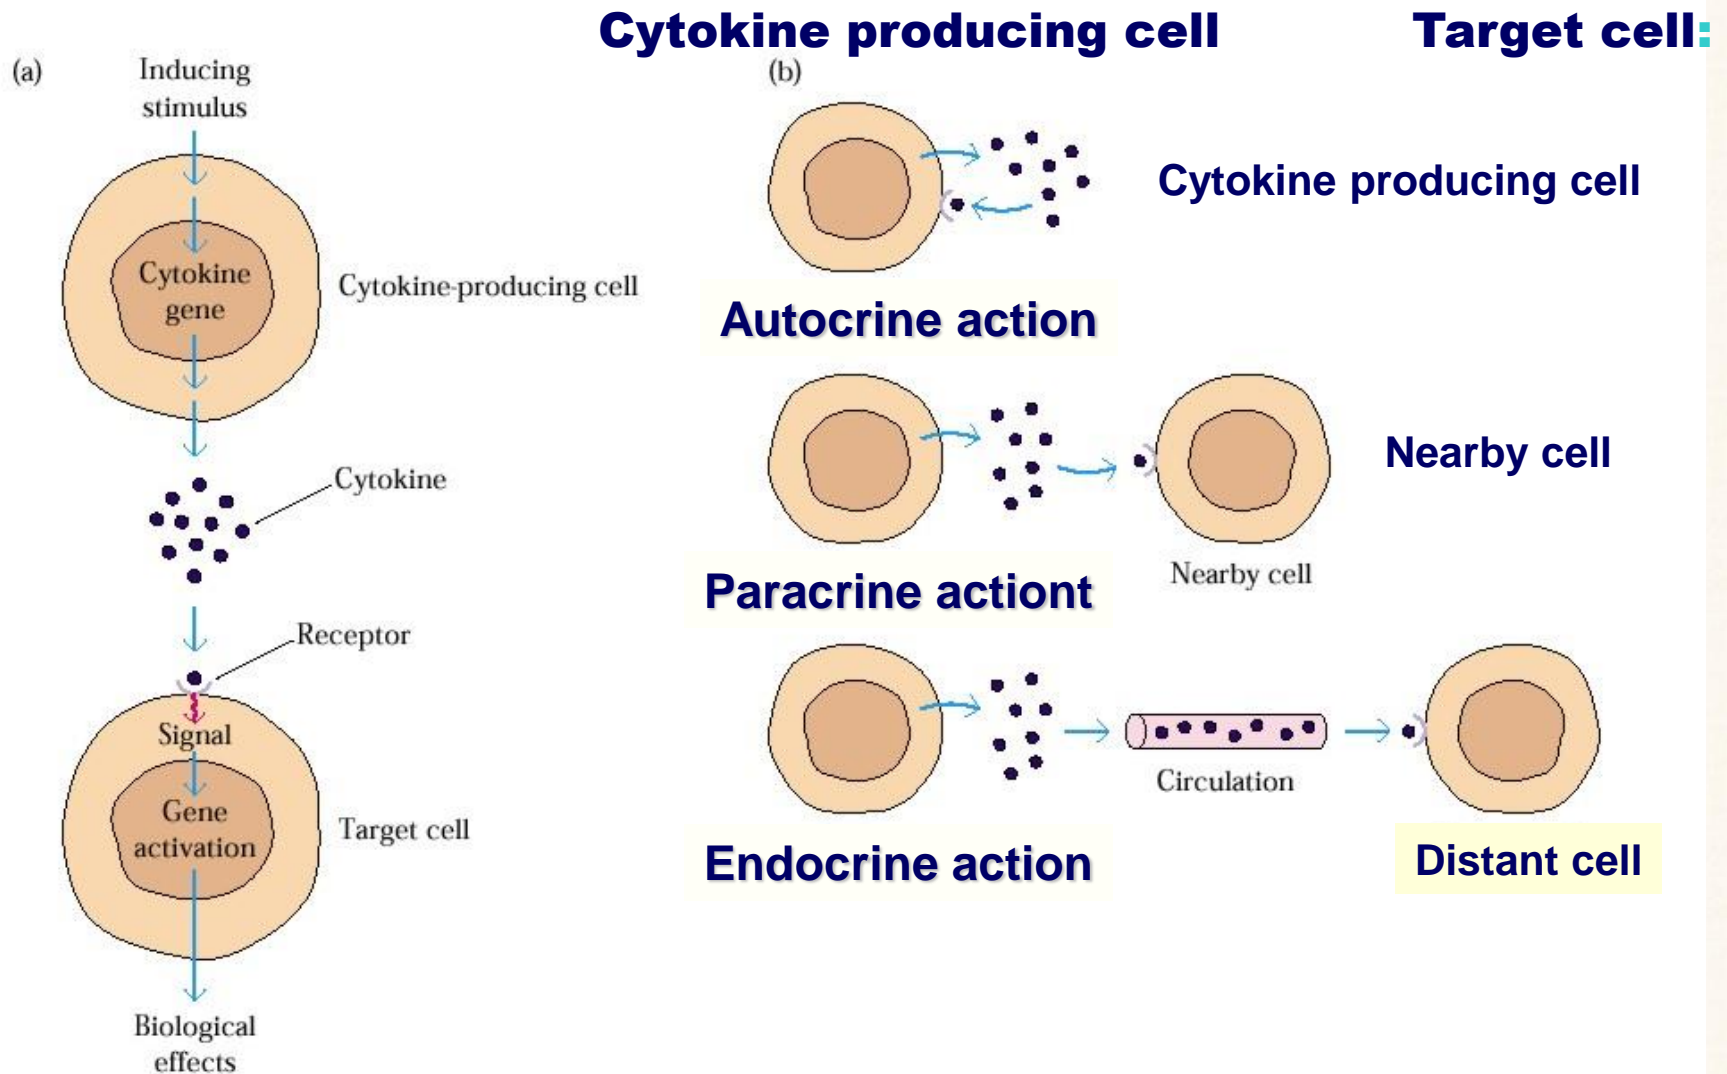 Cytokine producing cell
Target cell:
(a)
Inducing
stimulus
Cytokine
gene
Cytokine-producing cell
Cytokine
Receptor
Signal
Gene
activation
Target cell
Biological
effects
(b)
Cytokine producing cell
Autocrine action
Nearby cell
Nearby cell
Paracrine actiont
Circulation
Endocrine action
Distant cell